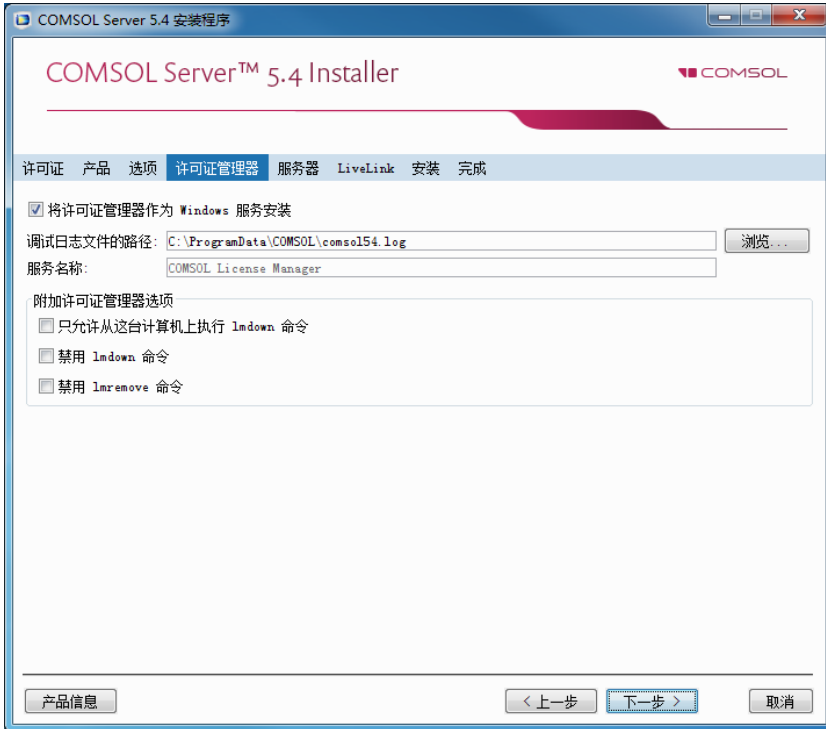 COMSOL Server 5.4 安装程序
COMSOL Server™ 5.4 Installer
COMSOL
许可证 产品 选项 许可证管理器 服务器 LiveLink 安装 完成
将许可证管理器作为 Windows 服务安装
调试日志文件的路径: C:\ProgramData\COMSOL\comsol54.log 浏览...
服务名称: COMSOL License Manager
附加许可证管理器选项
只允许从这台计算机上执行 lmdown 命令
禁用 lmdown 命令
禁用 lmremove 命令
产品信息 < 上一步 下一步 > 取消